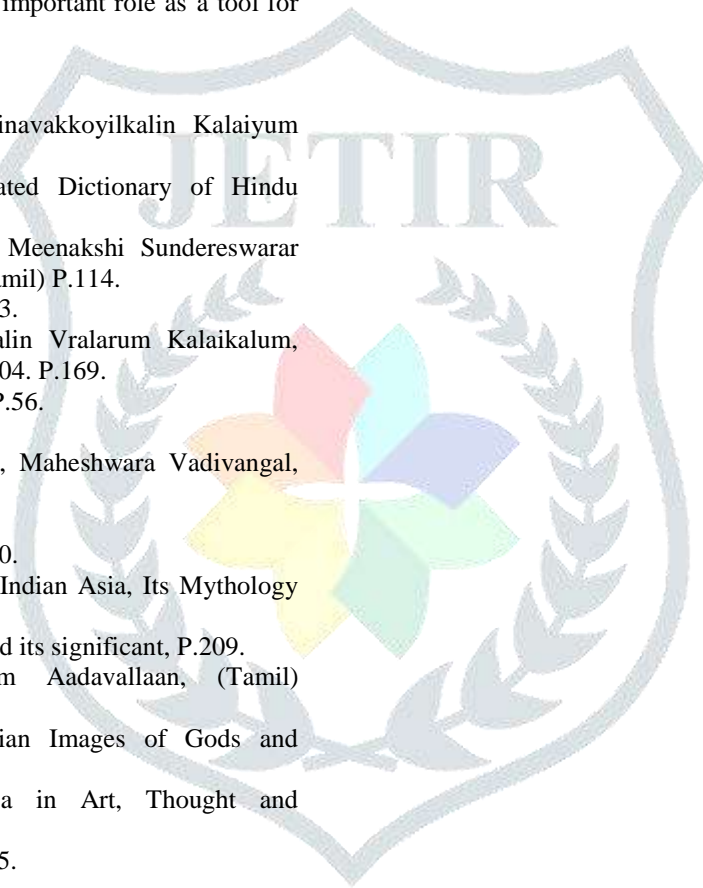 important role as a tool for
inavakkoyilkalin Kalaiyum
JETIR
ated Dictionary of Hindu
Meenakshi Sundereswarar
amil) P.114.
3.
alin Vralarum Kalaikalum,
04. P.169.
P.56.
, Maheshwara Vadivangal,
0.
Indian Asia, Its Mythology
d its significant, P.209.
m Aadavallaan, (Tamil)
ian Images of Gods and
a in Art, Thought and
5.